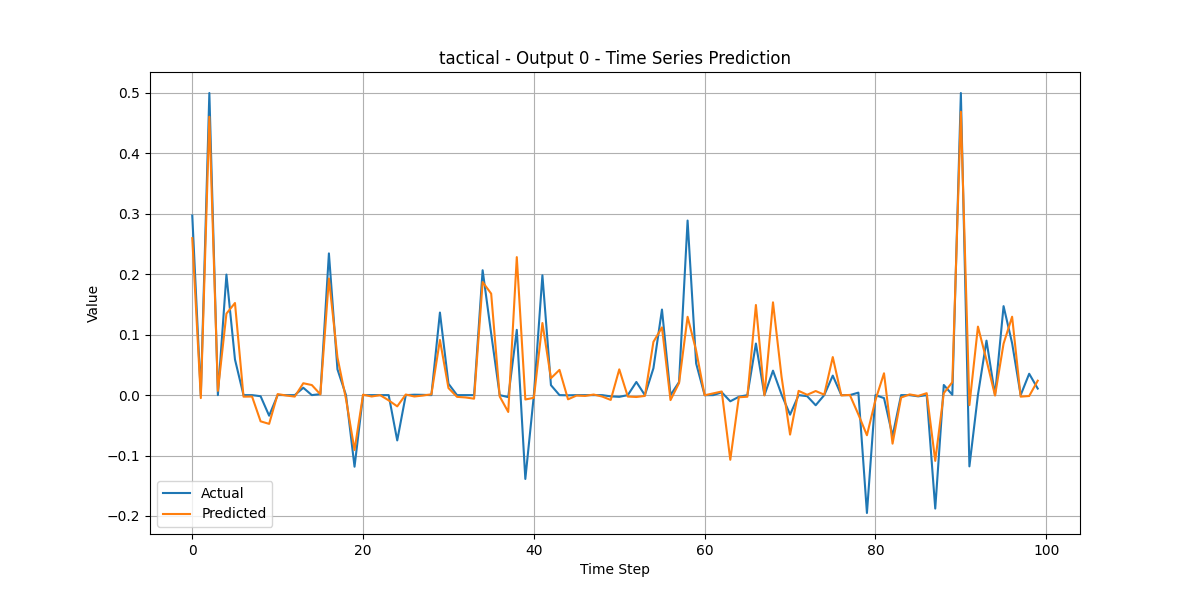 tactical - Output 0 - Time Series Prediction
0.5
0.4
0.3
0.2
0.1
0.0
−0.1
−0.2
Value
Actual
Predicted
0 20 40 60 80 100
Time Step